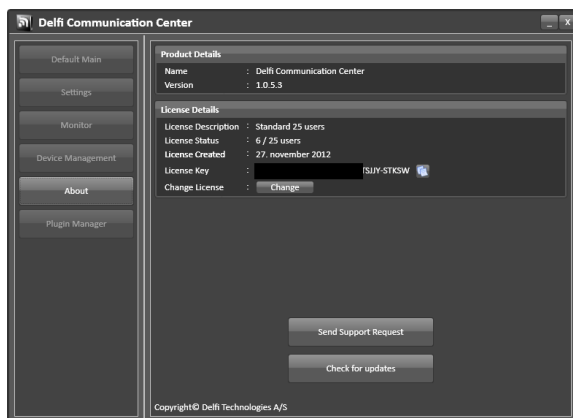 Delfi Communication Center
_ X
Default Main
Settings
Monitor
Device Management
About
Plugin Manager
Product Details
Name : Delfi Communication Center
Version : 1.0.5.3
License Details
License Description : Standard 25 users
License Status : 6 / 25 users
License Created : 27. november 2012
License Key : TSJJY-STKSW
Change License : Change
Send Support Request
Check for updates
Copyright© Delfi Technologies A/S